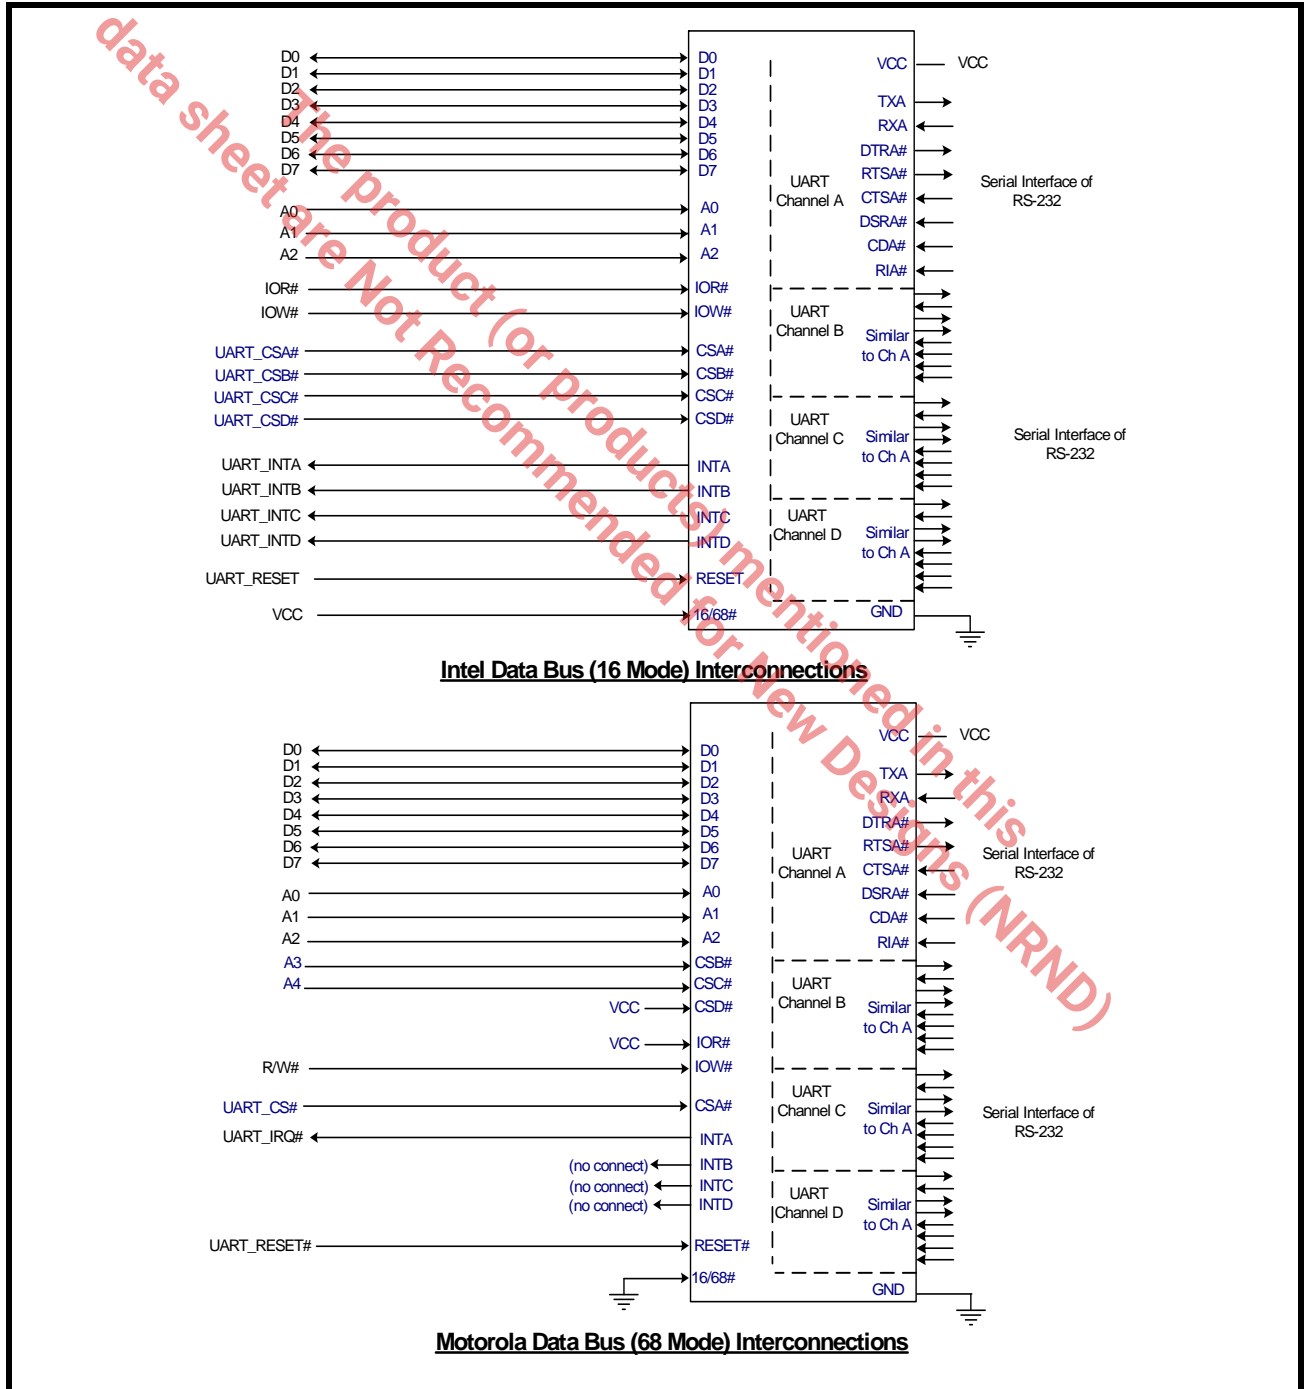 D0 D0 VCC VCC
D1 D1
D2 D2
D3 D3 TXA
D4 D4 RXA
D5 D5
D6 D6 DTRA#
D7 D7 RTSA#
UART
Channel A
Serial Interface of
RS-232
A0 A0 CTSA#
A1 A1 DSRA#
A2 A2 CDA#
RIA#
IOR# IOR#
IOW# IOW#
UART
Channel B
Similar
to Ch A
UART_CSA# CSA#
UART_CSB# CSB#
UART_CSC# CSC#
UART_CSD# CSD#
UART
Channel C
Similar
to Ch A
Serial Interface of
RS-232
UART_INTA INTA
UART_INTB INTB
UART_INTC INTC
UART_INTD INTD
UART
Channel D
Similar
to Ch A
UART_RESET RESET
VCC 16/68# GND
Intel Data Bus (16 Mode) Interconnections
D0 D0 VCC VCC
D1 D1
D2 D2 TXA
D3 D3 RXA
D4 D4 DTRA#
D5 D5
D6 D6 RTSA#
D7 D7 CTSA#
UART
Channel A
Serial Interface of
RS-232
A0 A0 DSRA#
A1 A1 CDA#
A2 A2 RIA#
A3 CSB#
A4 CSC#
VCC CSD#
UART
Channel B
Similar
to Ch A
VCC IOR#
R/W# IOW#
UART_CS# CSA#
UART
Channel C
Similar
to Ch A
Serial Interface of
RS-232
UART_IRQ# INTA
(no connect) INTB
(no connect) INTC
(no connect) INTD
UART
Channel D
Similar
to Ch A
UART_RESET# RESET#
16/68#
GND
Motorola Data Bus (68 Mode) Interconnections
The product (or products) mentioned in this
data sheet are Not Recommended for New Designs (NRND)